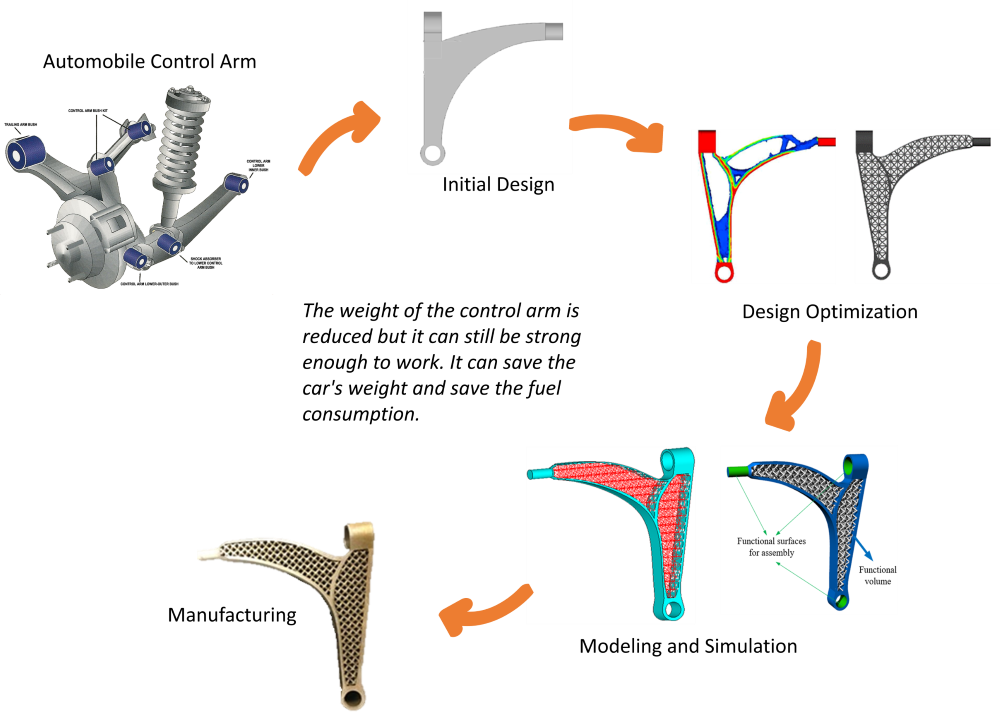 Automobile Control Arm
TRAILING ARM BUSH
CONTROL ARM BUSH KIT
CONTROL ARM
LOWER
INNER BUSH
SHOCK ABSORBER
TO LOWER CONTROL
ARM BUSH
CONTROL ARM LOWER-OUTER BUSH
Initial Design
Design Optimization
The weight of the control arm is
reduced but it can still be strong
enough to work. It can save the
car's weight and save the fuel
consumption.
Functional surfaces
for assembly
Functional
volume
Modeling and Simulation
Manufacturing